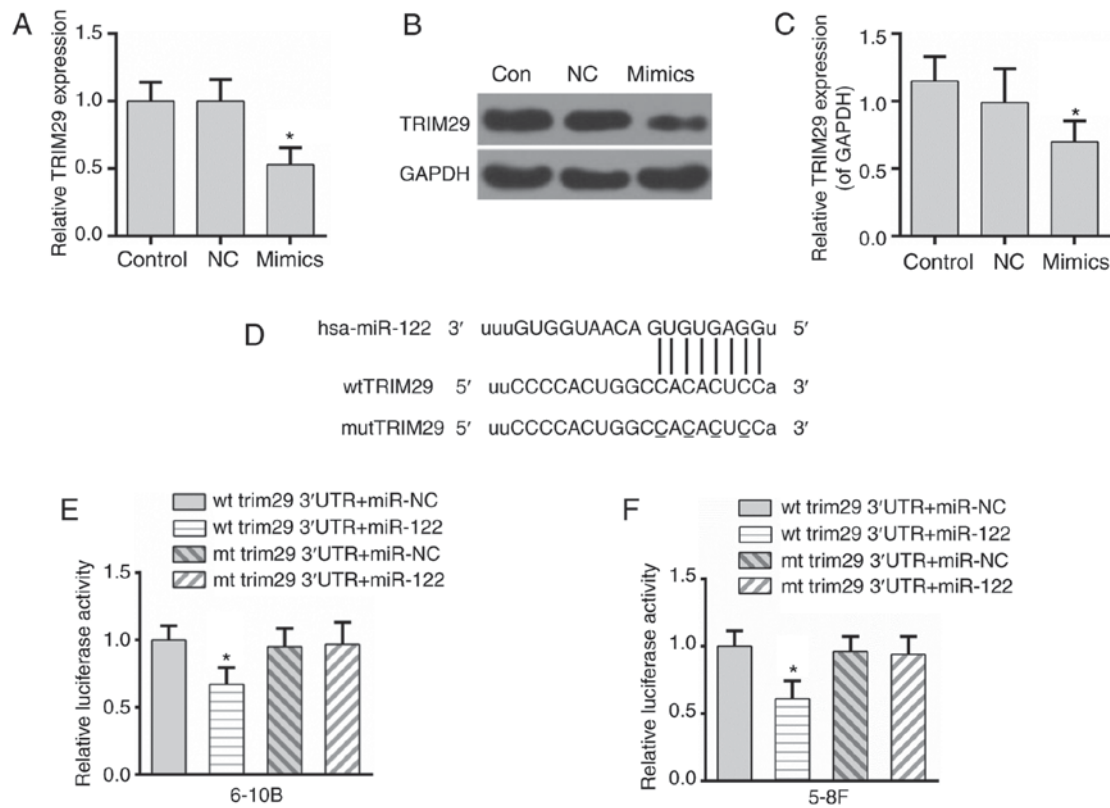 A
Relative TRIM29 expression
1.5
1.0
0.5
0.0
*
Control NC Mimics
B
Con NC Mimics
TRIM29
GAPDH
C
Relative TRIM29 expression
(of GAPDH)
1.5
1.0
0.5
0.0
*
Control NC Mimics
D
hsa-miR-122 3′ uuuGUGGUAACA GUGUGAGGu 5′
wtTRIM29 5′ uuCCCCACUGGCCACACUCCa 3′
mutTRIM29 5′ uuCCCCACUGGCCACACUCCa 3′
E
wt trim29 3′UTR+miR-NC
wt trim29 3′UTR+miR-122
mt trim29 3′UTR+miR-NC
mt trim29 3′UTR+miR-122
Relative luciferase activity
1.5
1.0
0.5
0.0
*
6-10B
F
wt trim29 3′UTR+miR-NC
wt trim29 3′UTR+miR-122
mt trim29 3′UTR+miR-NC
mt trim29 3′UTR+miR-122
Relative luciferase activity
1.5
1.0
0.5
0.0
*
5-8F